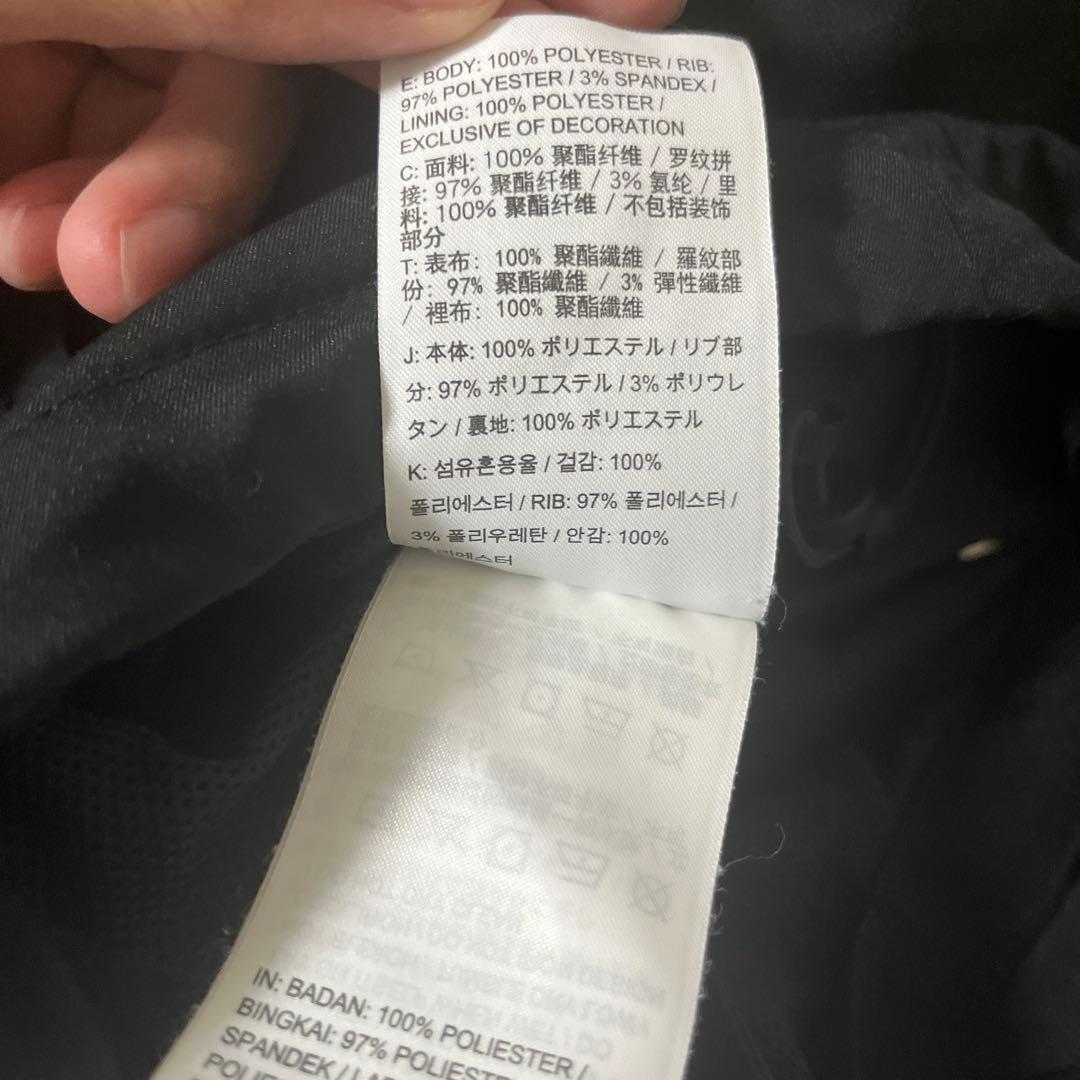 E: BODY: 100% POLYESTER / RIB:
97% POLYESTER / 3% SPANDEX /
LINING: 100% POLYESTER /
EXCLUSIVE OF DECORATION
C: 面料: 100% 聚酯纤维 / 罗纹拼
接: 97% 聚酯纤维 / 3% 氨纶 / 里
料: 100% 聚酯纤维 / 不包括装饰
部分
T: 表布: 100% 聚酯纖維 / 羅紋部
份: 97% 聚酯纖維 / 3% 彈性纖維
/ 裡布: 100% 聚酯纖維
J: 本体: 100% ポリエステル / リブ部
分: 97% ポリエステル / 3% ポリウレ
タン / 裏地: 100% ポリエステル
K: 섬유혼용율 / 겉감: 100%
폴리에스터 / RIB: 97% 폴리에스터 /
3% 폴리우레탄 / 안감: 100%
폴리에스터
IN: BADAN: 100% POLIESTER /
BINGKAI: 97% POLIESTER /
SPANDEK /